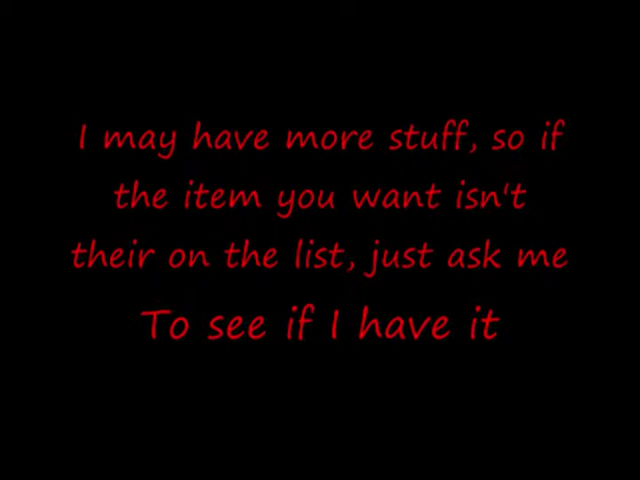 I may have more stuff, so if
the item you want isn't
their on the list, just ask me
To see if I have it